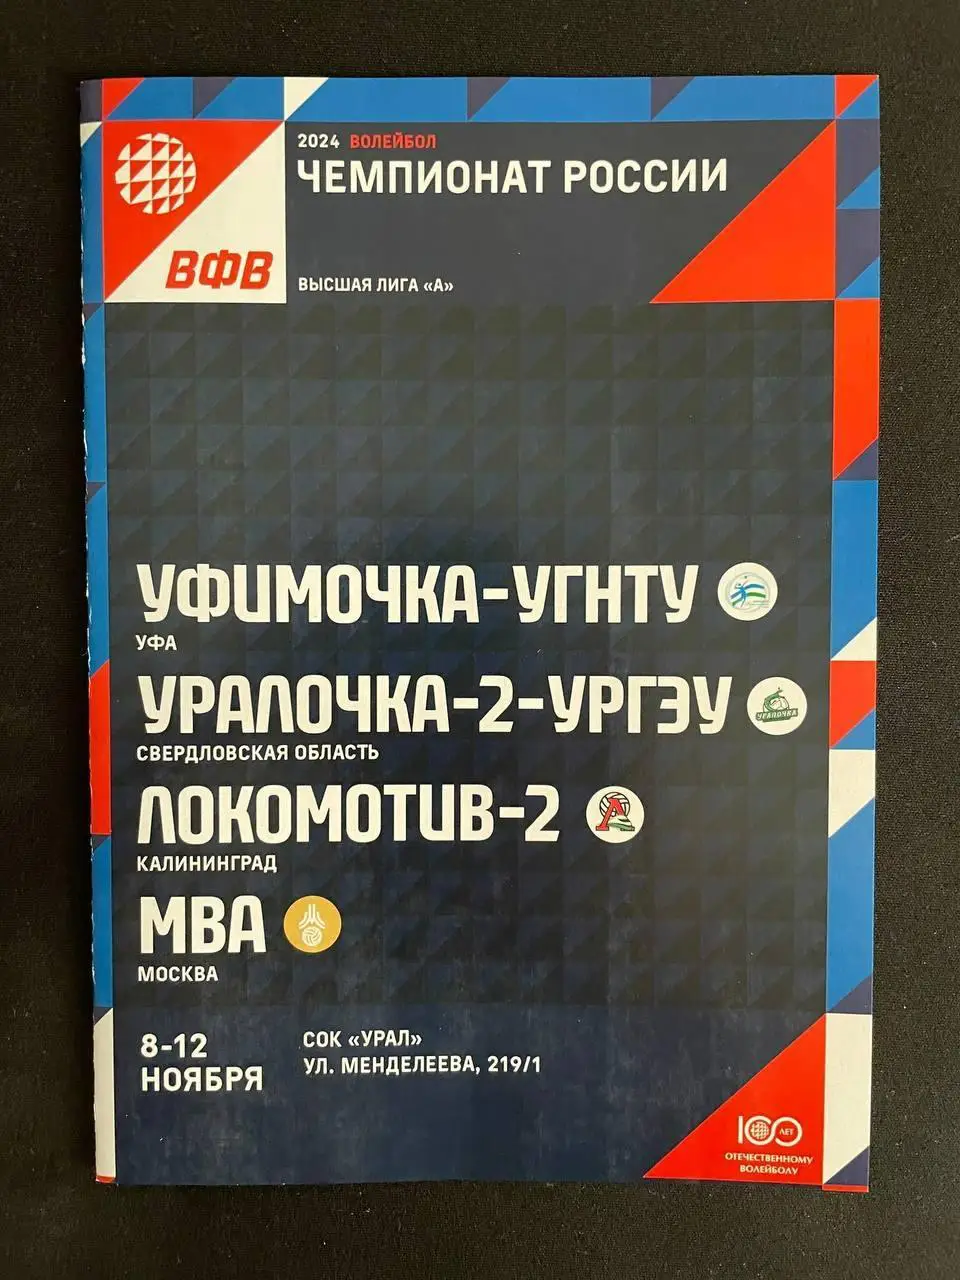 2024 ВОЛЕЙБОЛ
ЧЕМПИОНАТ РОССИИ
ВФВ
ВЫСШАЯ ЛИГА «А»
УФИМОЧКА-УГНТУ
УФА
УРАЛОЧКА-2-УРГЭУ
УРАЛОЧКА
СВЕРДЛОВСКАЯ ОБЛАСТЬ
ЛОКОМОТИВ-2
КАЛИНИНГРАД
МВА
МОСКВА
8-12
НОЯБРЯ
СОК «УРАЛ»
УЛ. МЕНДЕЛЕЕВА, 219/1
100 ЛЕТ
ОТЕЧЕСТВЕННОМУ
ВОЛЕЙБОЛУ